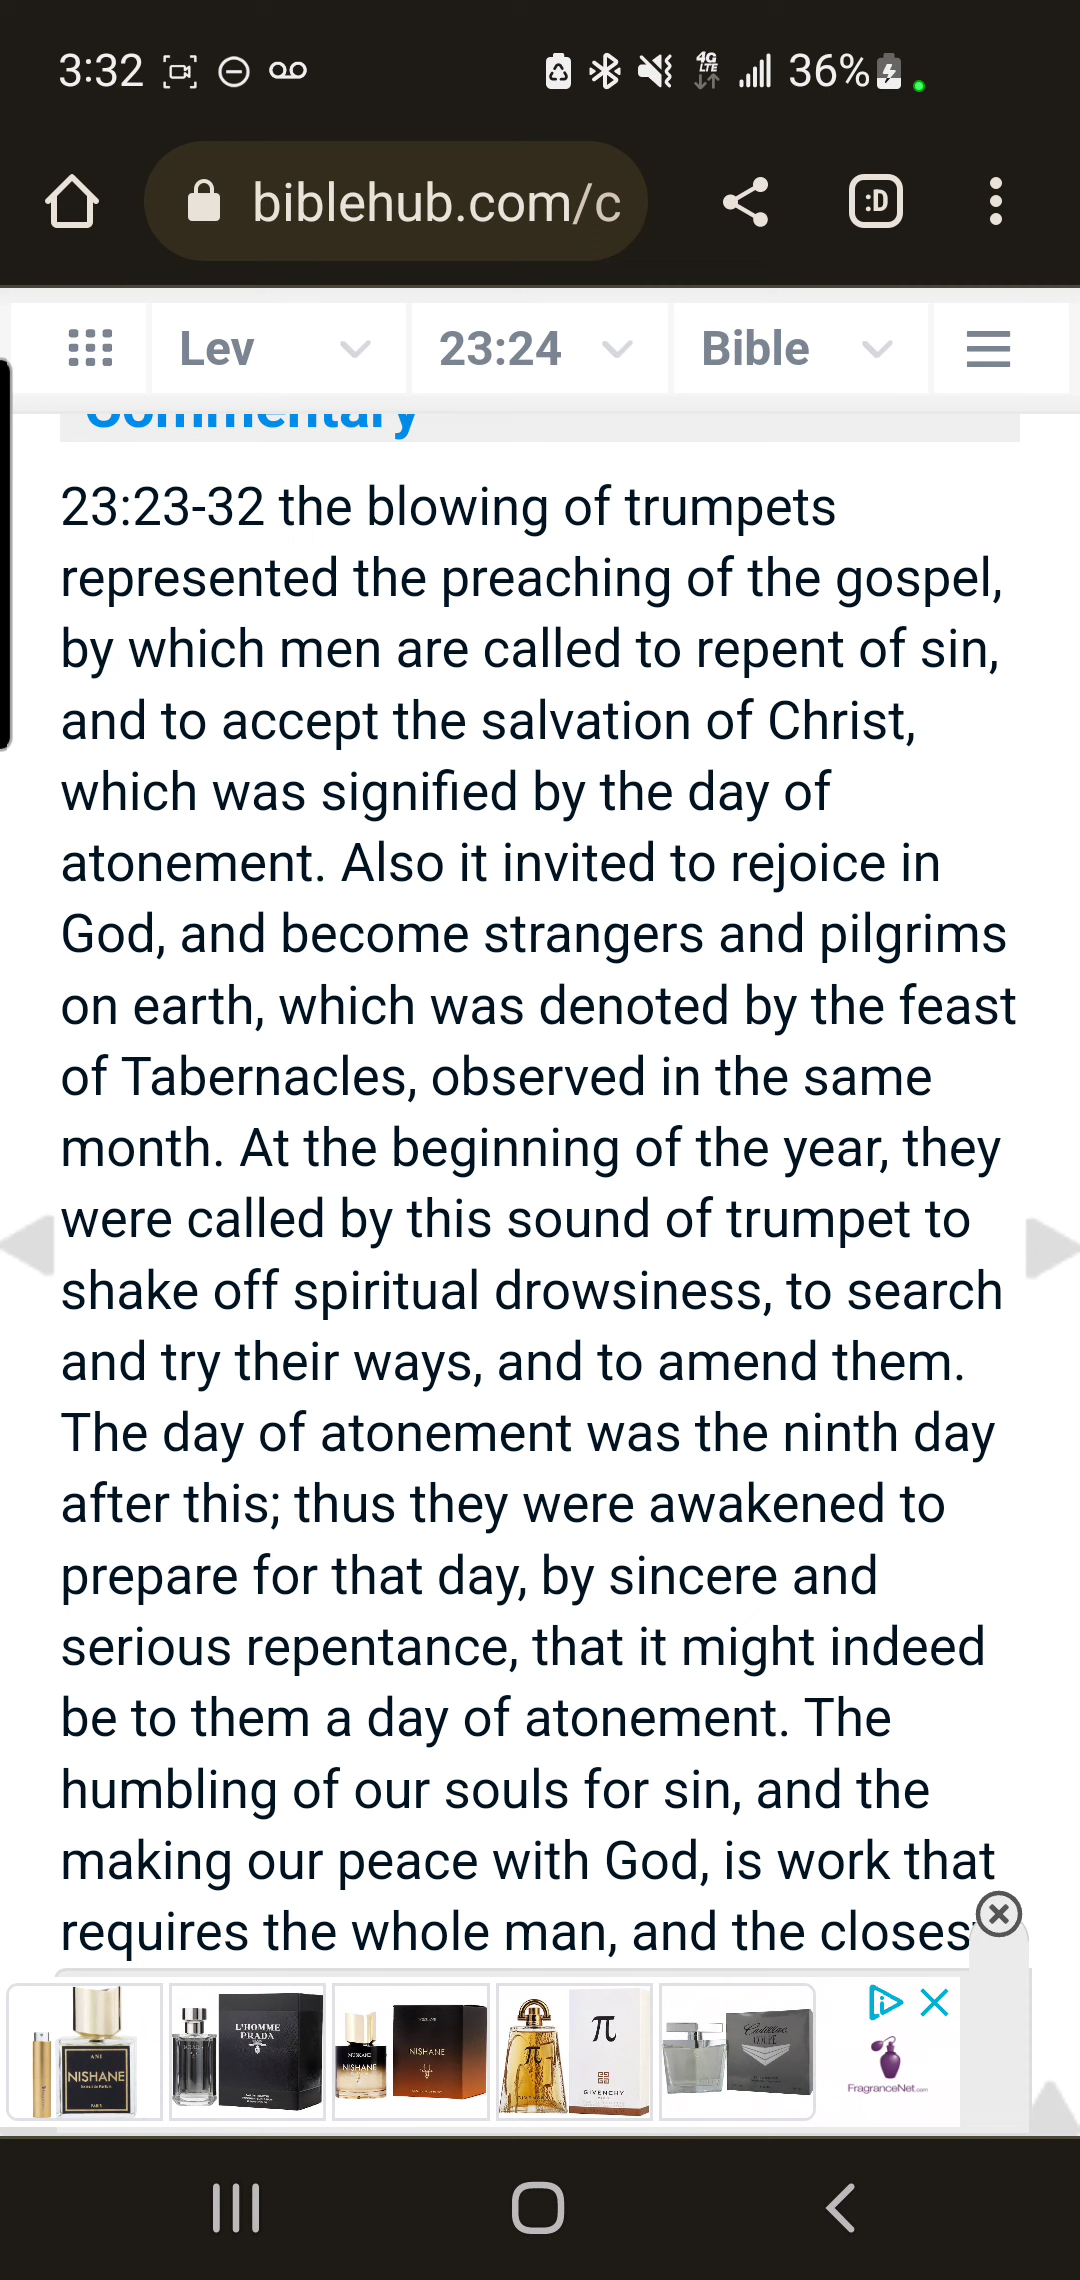 3:32
4G
LTE
36%
biblehub.com/c
:D
Lev
23:24
Bible
Commentary
23:23-32 the blowing of trumpets
represented the preaching of the gospel,
by which men are called to repent of sin,
and to accept the salvation of Christ,
which was signified by the day of
atonement. Also it invited to rejoice in
God, and become strangers and pilgrims
on earth, which was denoted by the feast
of Tabernacles, observed in the same
month. At the beginning of the year, they
were called by this sound of trumpet to
shake off spiritual drowsiness, to search
and try their ways, and to amend them.
The day of atonement was the ninth day
after this; thus they were awakened to
prepare for that day, by sincere and
serious repentance, that it might indeed
be to them a day of atonement. The
humbling of our souls for sin, and the
making our peace with God, is work that
requires the whole man, and the closes
ANI
NISHANE
PARIS
L'HOMME
PRADA
NISHANE
NISHANE
π
π
GIVENCHY
Cadillac
FragranceNet.com